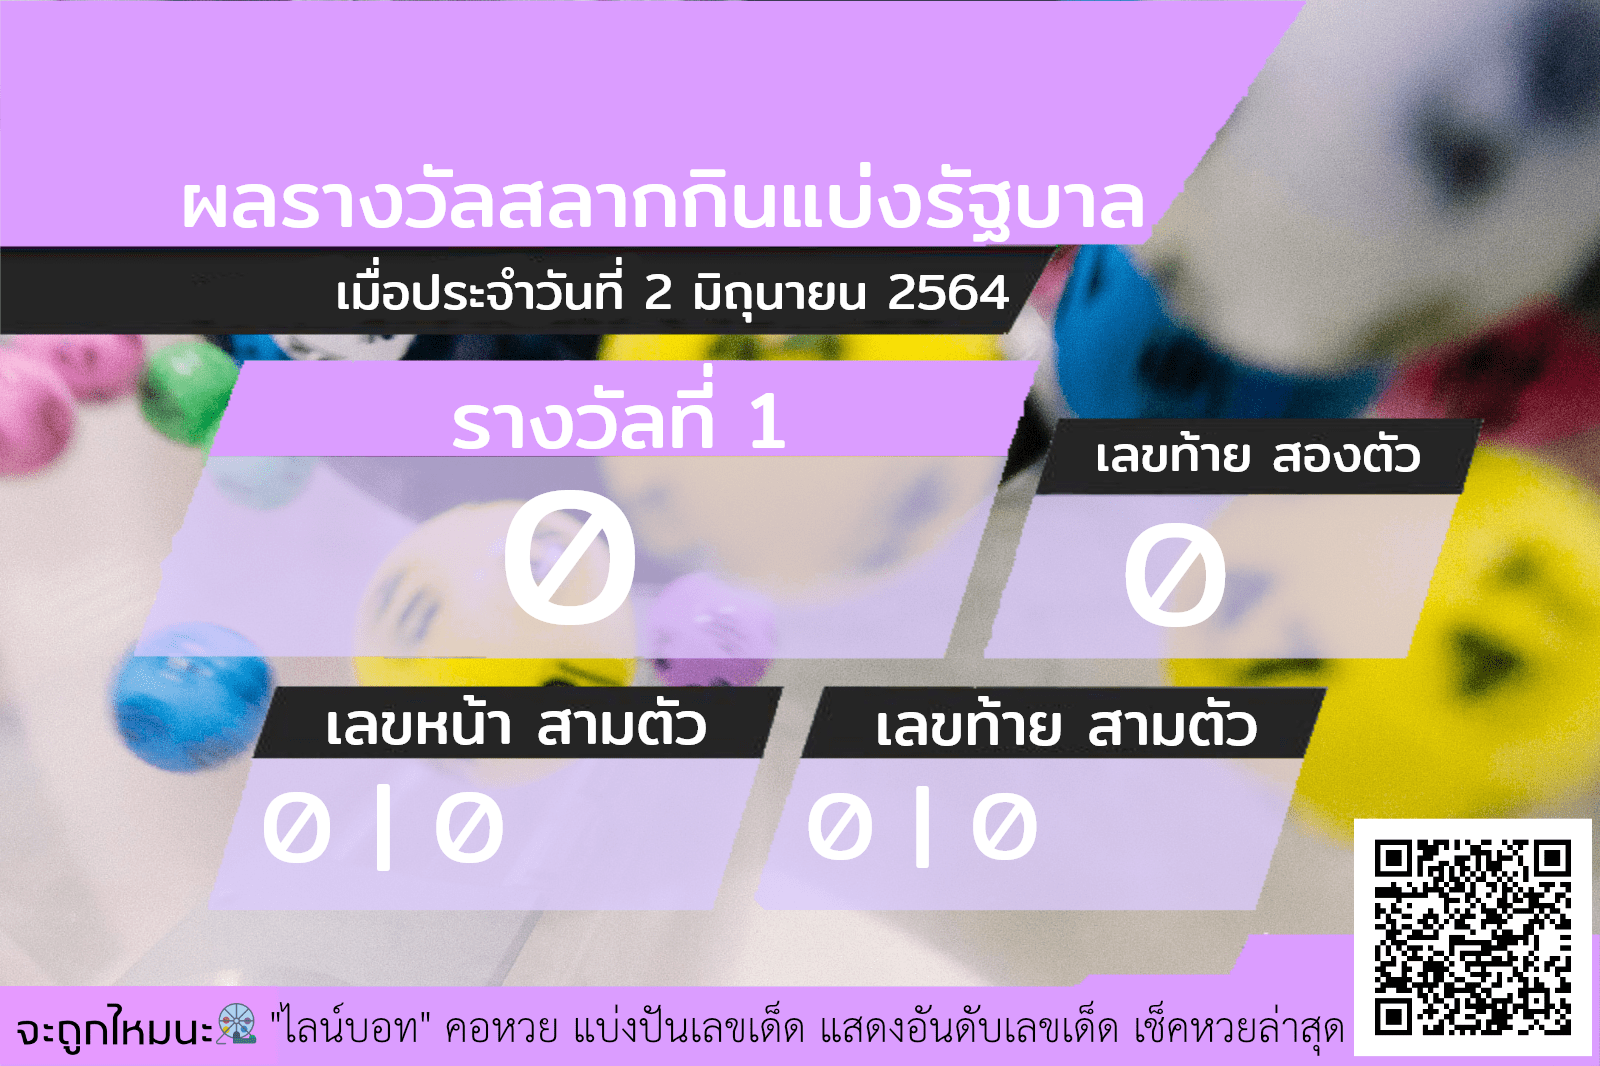 ผลรางวัลสลากกินแบ่งรัฐบาล
เมื่อประจำวันที่ 2 มิถุนายน 2564
รางวัลที่ 1
0
เลขท้าย สองตัว
0
เลขหน้า สามตัว
0 | 0
เลขท้าย สามตัว
0 | 0
จะถูกไหมนะ "ไลน์บอท" คอหวย แบ่งปันเลขเด็ด แสดงอันดับเลขเด็ด เช็คหวยล่าสุด